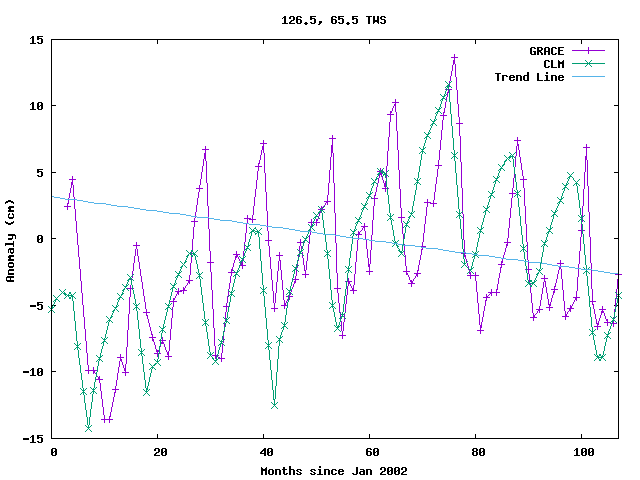 126.5, 65.5 TWS
GRACE
CLM
Trend Line
Anomaly (cm)
15
10
5
0
-5
-10
-15
0 20 40 60 80 100
Months since Jan 2002